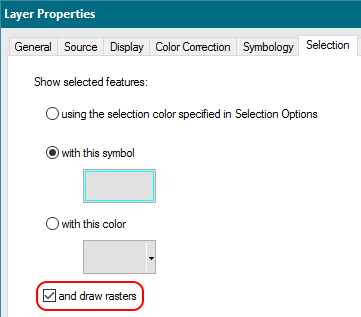 Layer Properties
General Source Display Color Correction Symbology Selection
Show selected features:
using the selection color specified in Selection Options
with this symbol
with this color
and draw rasters